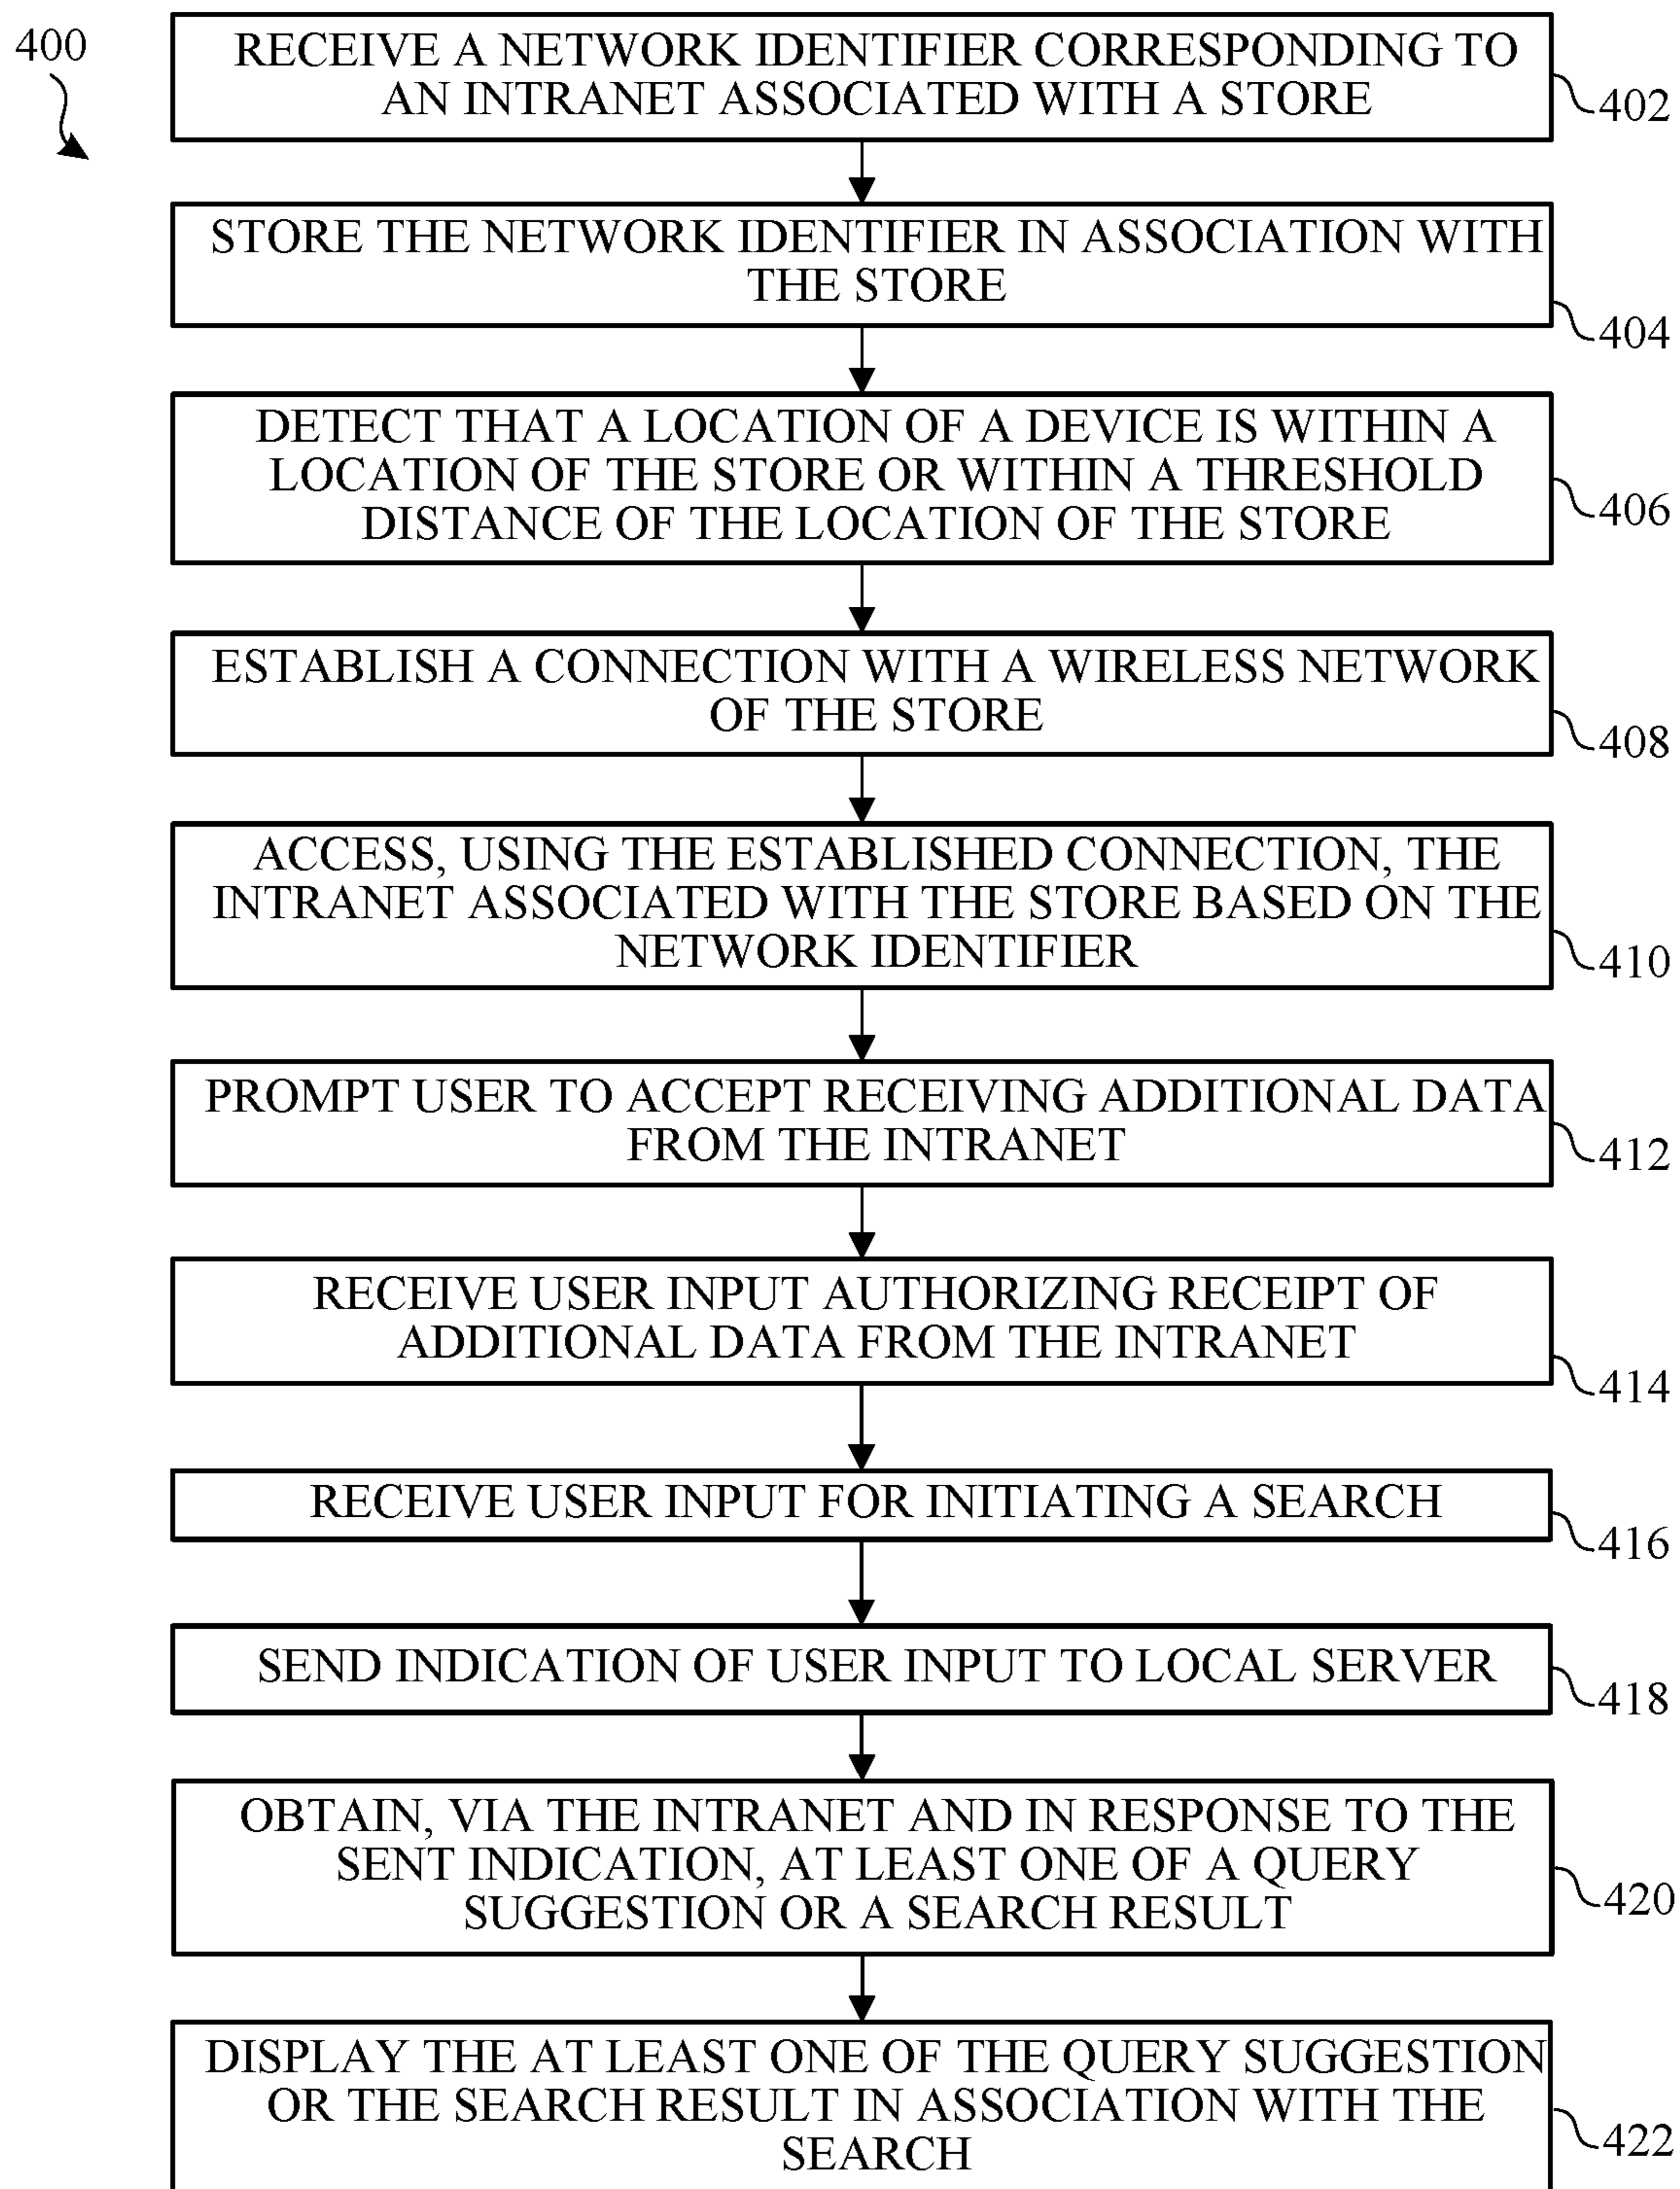 400
RECEIVE A NETWORK IDENTIFIER CORRESPONDING TO
AN INTRANET ASSOCIATED WITH A STORE
402
STORE THE NETWORK IDENTIFIER IN ASSOCIATION WITH
THE STORE
404
DETECT THAT A LOCATION OF A DEVICE IS WITHIN A
LOCATION OF THE STORE OR WITHIN A THRESHOLD
DISTANCE OF THE LOCATION OF THE STORE
406
ESTABLISH A CONNECTION WITH A WIRELESS NETWORK
OF THE STORE
408
ACCESS, USING THE ESTABLISHED CONNECTION, THE
INTRANET ASSOCIATED WITH THE STORE BASED ON THE
NETWORK IDENTIFIER
410
PROMPT USER TO ACCEPT RECEIVING ADDITIONAL DATA
FROM THE INTRANET
412
RECEIVE USER INPUT AUTHORIZING RECEIPT OF
ADDITIONAL DATA FROM THE INTRANET
414
RECEIVE USER INPUT FOR INITIATING A SEARCH
416
SEND INDICATION OF USER INPUT TO LOCAL SERVER
418
OBTAIN, VIA THE INTRANET AND IN RESPONSE TO THE
SENT INDICATION, AT LEAST ONE OF A QUERY
SUGGESTION OR A SEARCH RESULT
420
DISPLAY THE AT LEAST ONE OF THE QUERY SUGGESTION
OR THE SEARCH RESULT IN ASSOCIATION WITH THE
SEARCH
422